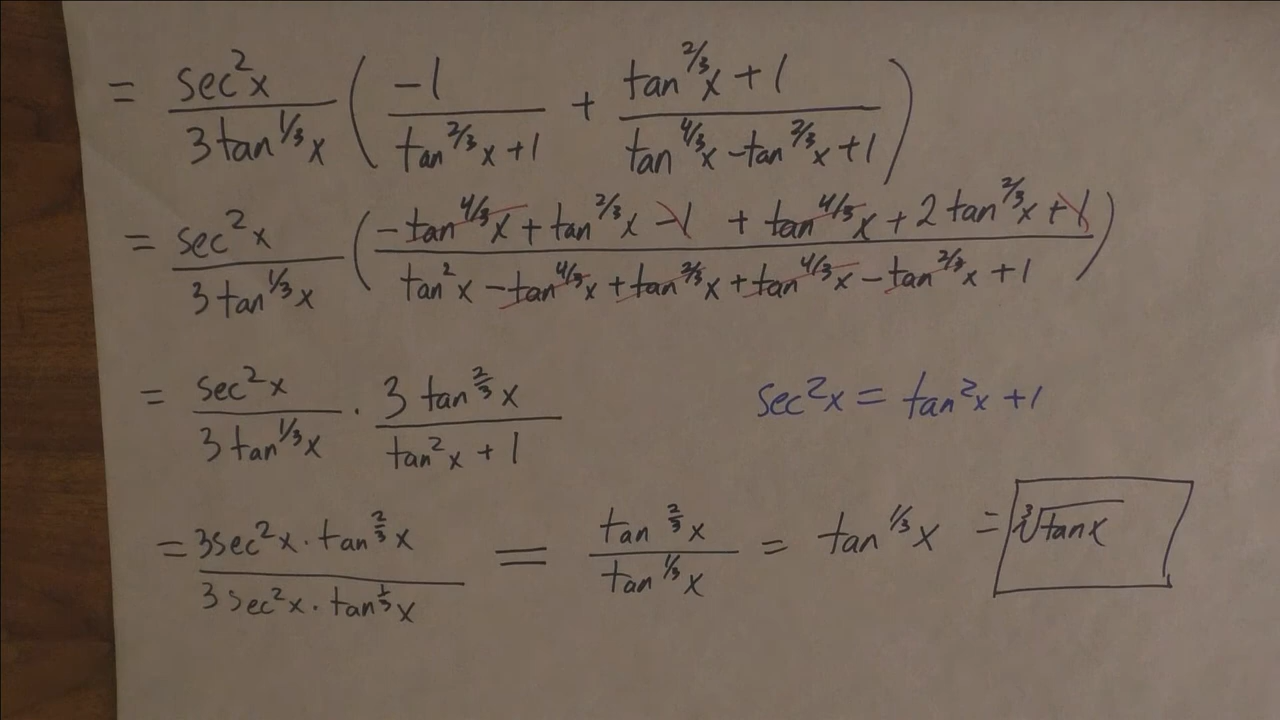 = sec²x / 3tan^(1/3)x ( -1 / tan^(2/3)x + 1 + tan^(2/3)x + 1 / tan^(4/3)x - tan^(2/3)x + 1 )
= sec²x / 3tan^(1/3)x ( -tan^(4/3)x + tan^(2/3)x - 1 + tan^(4/3)x + 2tan^(2/3)x + 1 / tan²x - tan^(4/3)x + tan^(2/3)x + tan^(4/3)x - tan^(2/3)x + 1 )
= sec²x / 3tan^(1/3)x · 3tan^(2/3)x / tan²x + 1
sec²x = tan²x + 1
= 3sec²x · tan^(2/3)x / 3sec²x · tan^(1/3)x = tan^(2/3)x / tan^(1/3)x = tan^(1/3)x = ∛tanx